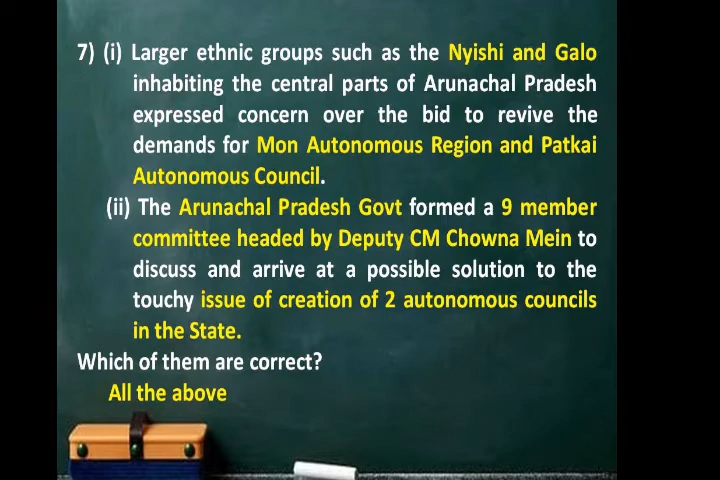 7) (i) Larger ethnic groups such as the Nyishi and Galo
inhabiting the central parts of Arunachal Pradesh
expressed concern over the bid to revive the
demands for Mon Autonomous Region and Patkai
Autonomous Council.
(ii) The Arunachal Pradesh Govt formed a 9 member
committee headed by Deputy CM Chowna Mein to
discuss and arrive at a possible solution to the
touchy issue of creation of 2 autonomous councils
in the State.
Which of them are correct?
All the above